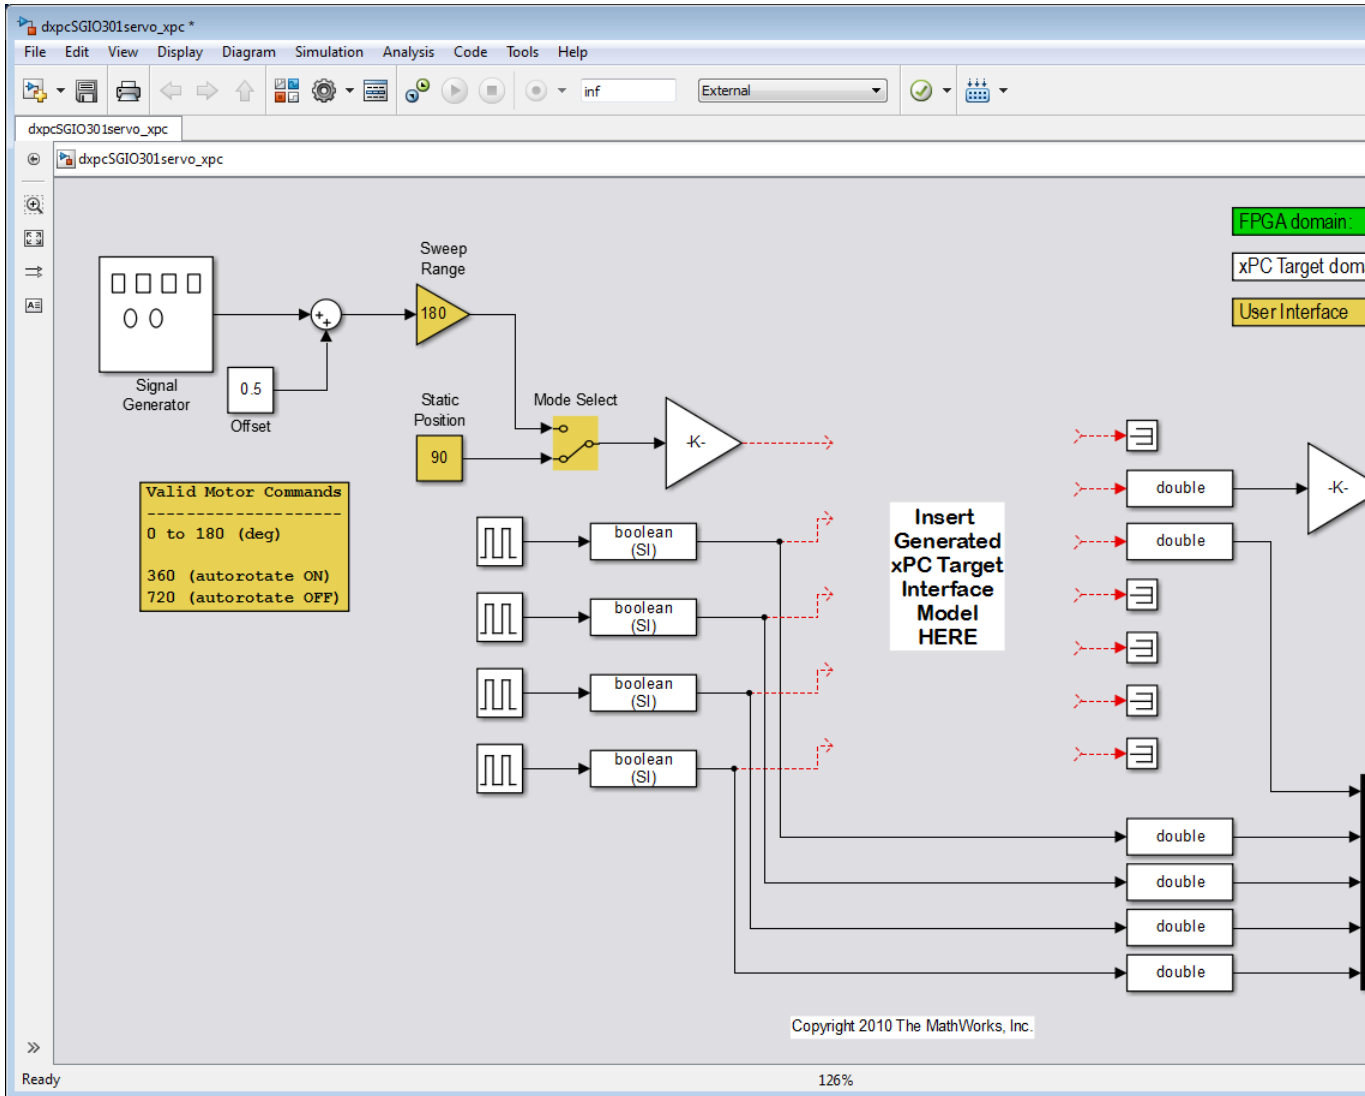 dxpcSGIO301servo_xpc *
File Edit View Display Diagram Simulation Analysis Code Tools Help
inf
External
dxpcSGIO301servo_xpc
dxpcSGIO301servo_xpc
FPGA domain:
xPC Target dom
User Interface
Sweep
Range
180
Signal
Generator
0.5
Offset
Static
Position
90
Mode Select
-K-
Valid Motor Commands
--------------------
0 to 180 (deg)
360 (autorotate ON)
720 (autorotate OFF)
boolean
(SI)
boolean
(SI)
boolean
(SI)
boolean
(SI)
Insert
Generated
xPC Target
Interface
Model
HERE
double
-K-
double
double
double
double
double
Copyright 2010 The MathWorks, Inc.
Ready
126%